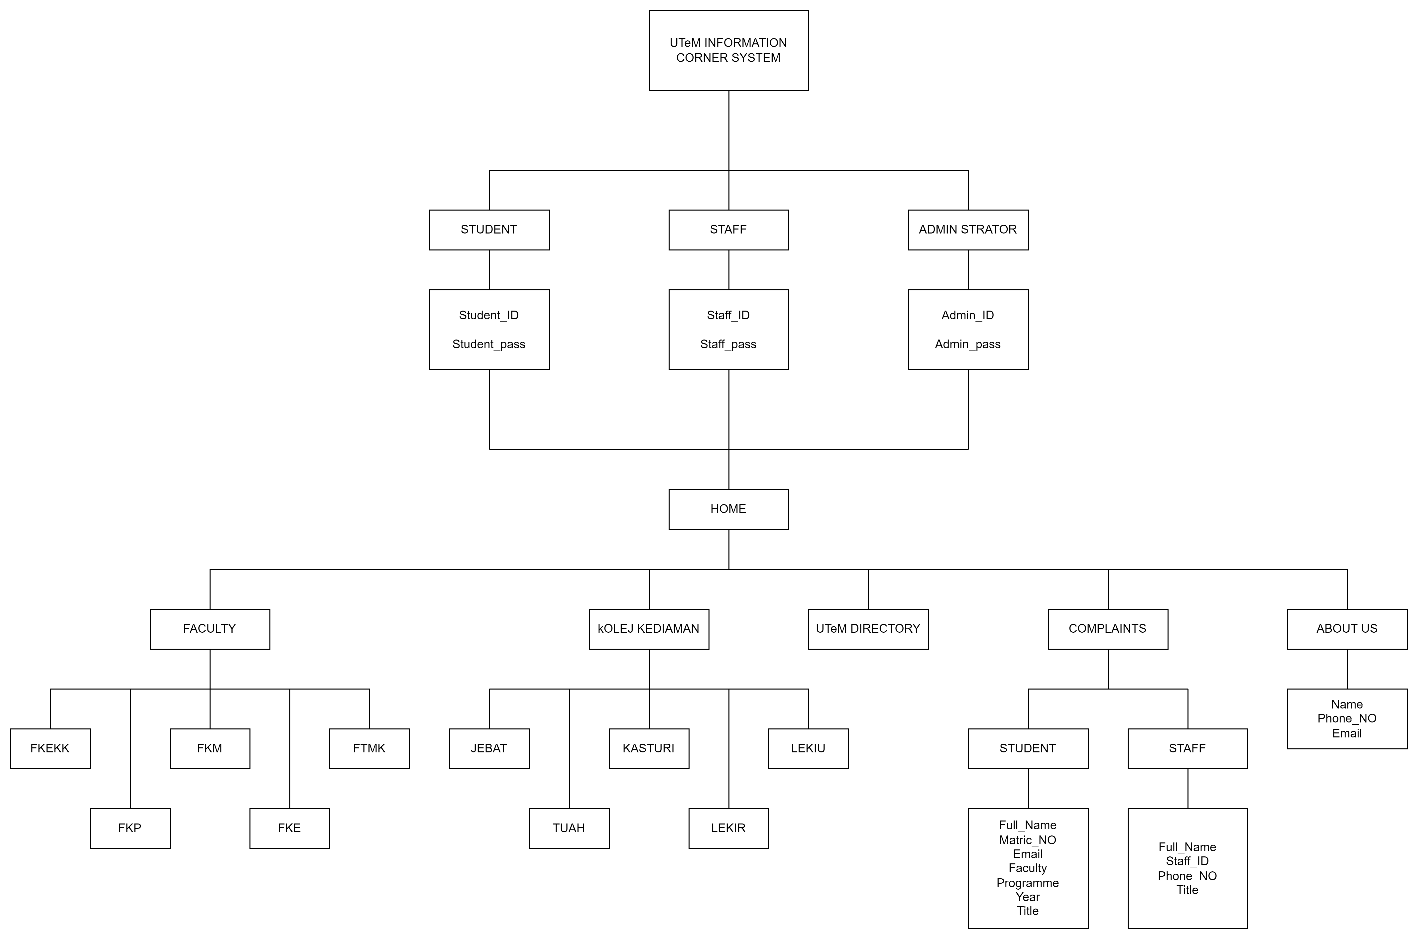 UTeM INFORMATION
CORNER SYSTEM
STUDENT
STAFF
ADMIN STRATOR
Student_ID
Student_pass
Staff_ID
Staff_pass
Admin_ID
Admin_pass
HOME
FACULTY
kOLEJ KEDIAMAN
UTeM DIRECTORY
COMPLAINTS
ABOUT US
FKEKK
FKM
FTMK
FKP
FKE
JEBAT
KASTURI
LEKIU
TUAH
LEKIR
STUDENT
STAFF
Full_Name
Matric_NO
Email
Faculty
Programme
Year
Title
Full_Name
Staff_ID
Phone_NO
Title
Name
Phone_NO
Email